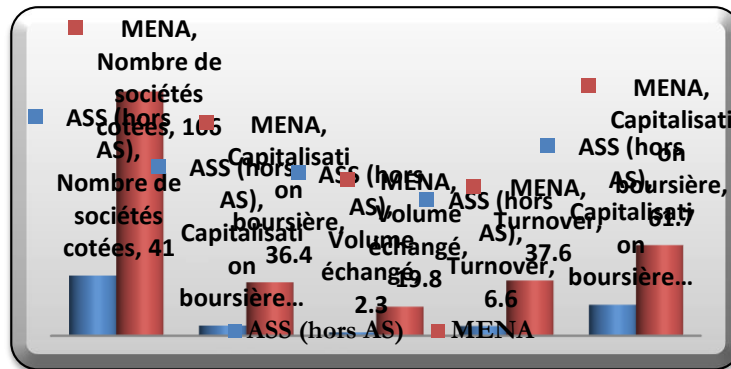 MENA,
Nombre de
sociétés
cotées, 166
ASS (hors
AS),
Nombre de
sociétés
cotées, 41
MENA,
Capitalisati
on
boursière,
36.4
ASS (hors
AS),
Capitalisati
on
boursière…
MENA,
Volume
échangé,
19.8
ASS (hors
AS),
Volume
échangé,
2.3
MENA,
Turnover,
37.6
ASS (hors
AS),
Turnover,
6.6
MENA,
Capitalisati
on
boursière,
61.7
ASS (hors
AS),
Capitalisati
on
boursière…
ASS (hors AS)
MENA